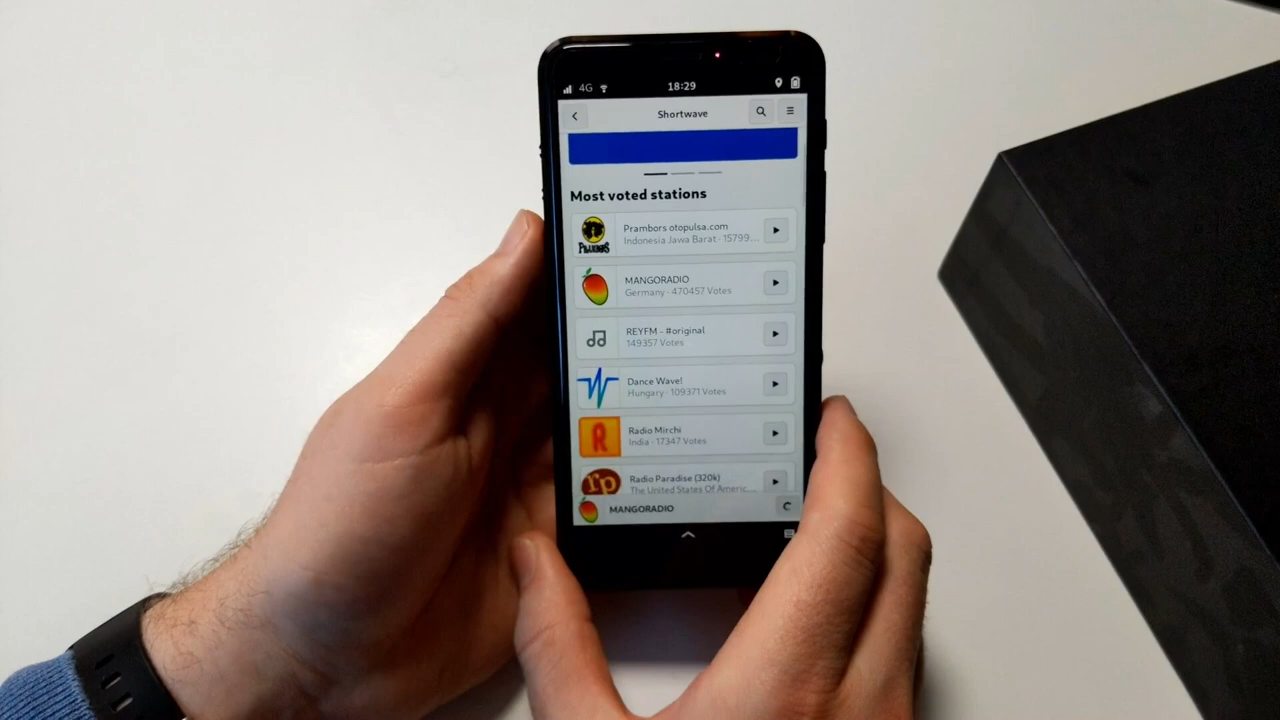 4G
18:29
Shortwave
Most voted stations
Prambors otopulsa.com
Indonesia Jawa Barat · 15799...
MANGORADIO
Germany · 470457 Votes
REYFM - #original
149357 Votes
Dance Wave!
Hungary · 109371 Votes
R
Radio Mirchi
India · 17347 Votes
rp
Radio Paradise (320k)
The United States Of Americ...
MANGORADIO